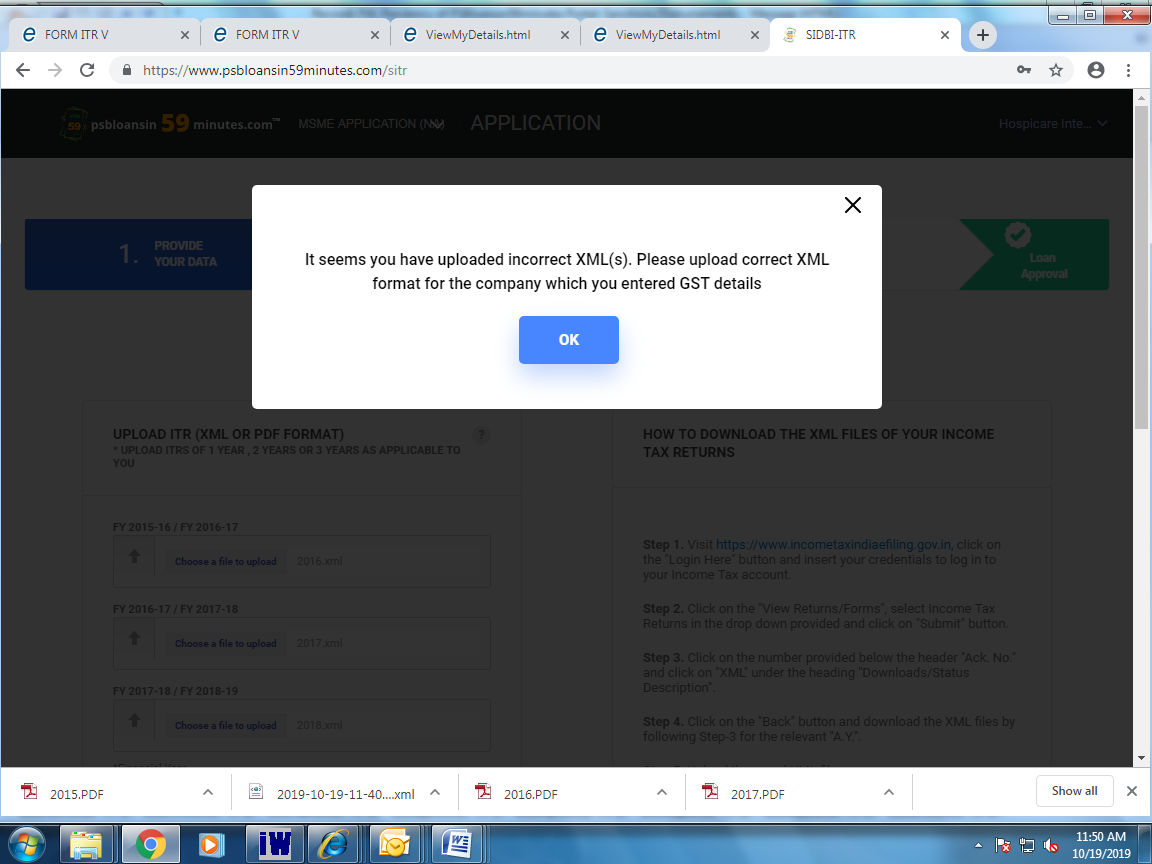 FORM ITR V
FORM ITR V
ViewMyDetails.html
ViewMyDetails.html
SIDBI-ITR
https://www.psbloansin59minutes.com/sitr
59 psbloansin 59 minutes.com™
MSME APPLICATION
APPLICATION
Hospicare Inte...
1. PROVIDE
YOUR DATA
Loan
Approval
It seems you have uploaded incorrect XML(s). Please upload correct XML
format for the company which you entered GST details
OK
UPLOAD ITR (XML OR PDF FORMAT) ?
* UPLOAD ITRS OF 1 YEAR , 2 YEARS OR 3 YEARS AS APPLICABLE TO
YOU
FY 2015-16 / FY 2016-17
Choose a file to upload 2016.xml
FY 2016-17 / FY 2017-18
Choose a file to upload 2017.xml
FY 2017-18 / FY 2018-19
Choose a file to upload 2018.xml
HOW TO DOWNLOAD THE XML FILES OF YOUR INCOME
TAX RETURNS
Step 1. Visit https://www.incometaxindiaefiling.gov.in, click on
the "Login Here" button and insert your credentials to log in to
your Income Tax account.
Step 2. Click on the "View Returns/Forms", select Income Tax
Returns in the drop down provided and click on "Submit" button.
Step 3. Click on the number provided below the header "Ack. No."
and click on "XML" under the heading "Downloads/Status
Description".
Step 4. Click on the "Back" button and download the XML files by
following Step-3 for the relevant "A.Y.".
2015.PDF
2019-10-19-11-40....xml
2016.PDF
2017.PDF
Show all
iW
W
11:50 AM
10/19/2019